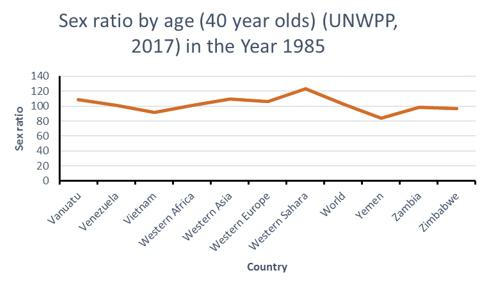 Sex ratio by age (40 year olds) (UNWPP,
2017) in the Year 1985
Sex ratio
140
120
100
80
60
40
20
0
Vanuatu
Venezuela
Vietnam
Western Africa
Western Asia
Western Europe
Western Sahara
World
Yemen
Zambia
Zimbabwe
Country